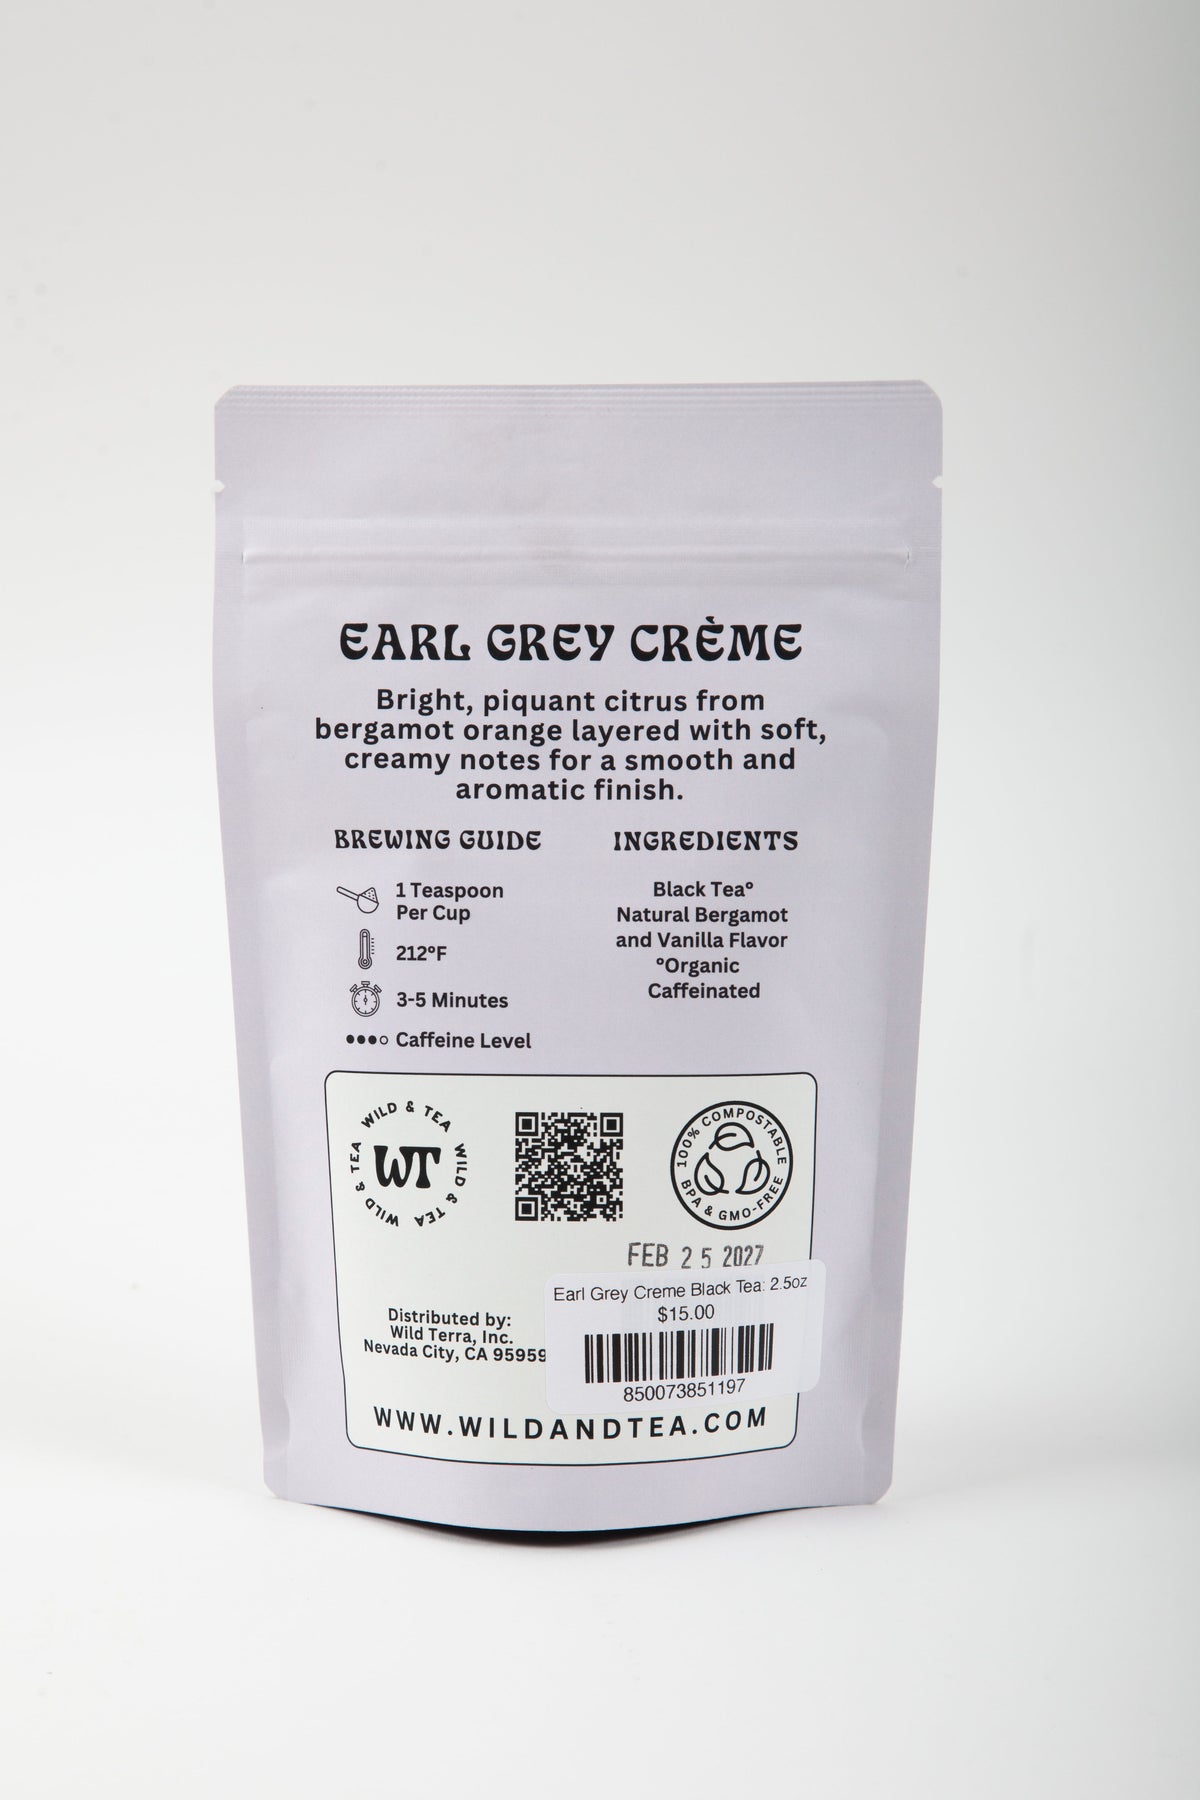 EARL GREY CRÈME
Bright, piquant citrus from
bergamot orange layered with soft,
creamy notes for a smooth and
aromatic finish.
BREWING GUIDE
1 Teaspoon
Per Cup
212°F
3-5 Minutes
Caffeine Level
INGREDIENTS
Black Tea°
Natural Bergamot
and Vanilla Flavor
°Organic
Caffeinated
WILD & TEA WILD & TEA WILD & TEA
WT
100% COMPOSTABLE
BPA & GMO-FREE
FEB 25 2027
Distributed by:
Wild Terra, Inc.
Nevada City, CA 95959
Earl Grey Creme Black Tea: 2.5oz
$15.00
850073851197
WWW.WILDANDTEA.COM